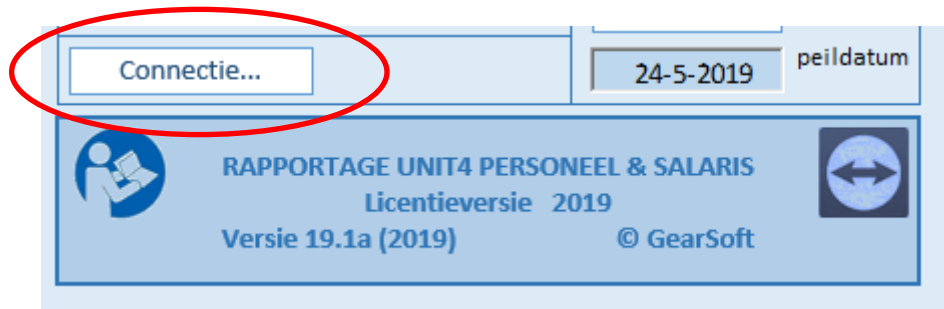 Connectie...
24-5-2019 peildatum
RAPPORTAGE UNIT4 PERSONEEL & SALARIS
Licentieversie 2019
Versie 19.1a (2019) © GearSoft